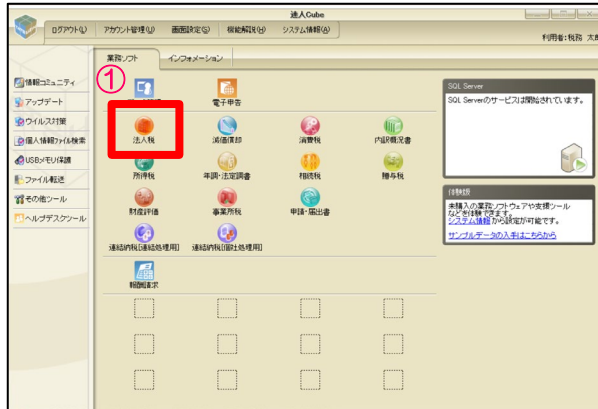 達人Cube
ログアウト(L) アカウント管理(U) 画面設定(S) 機能解説(H) システム情報(A)
利用者:税務 太郎
業務ソフト インフォメーション
①
情報コミュニティ
アップデート
ウイルス対策
個人情報ファイル検索
USBメモリ保護
ファイル転送
その他ツール
ヘルプデスクツール
電子申告
法人税 減価償却 消費税 内訳概況書
所得税 年調・法定調書 相続税 贈与税
財産評価 事業所税 申請・届出書
連結納税[連結処理用] 連結納税[個社処理用]
報酬請求
SQL Server
SQL Serverのサービスは開始されています。
体験版
未購入の業務ソフトウェアや支援ツール
などを体験できます。
システム情報から設定が可能です。
サンプルデータの入手はこちらから